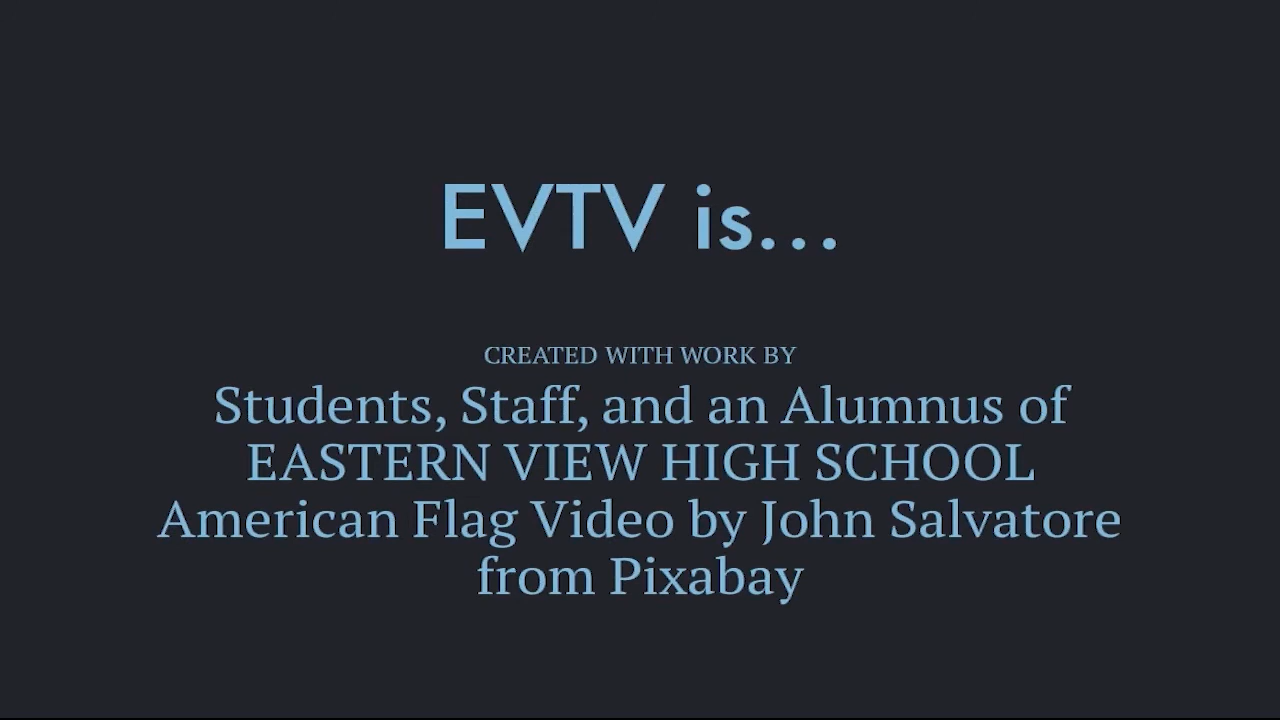 EVTV is...
CREATED WITH WORK BY
Students, Staff, and an Alumnus of
EASTERN VIEW HIGH SCHOOL
American Flag Video by John Salvatore
from Pixabay